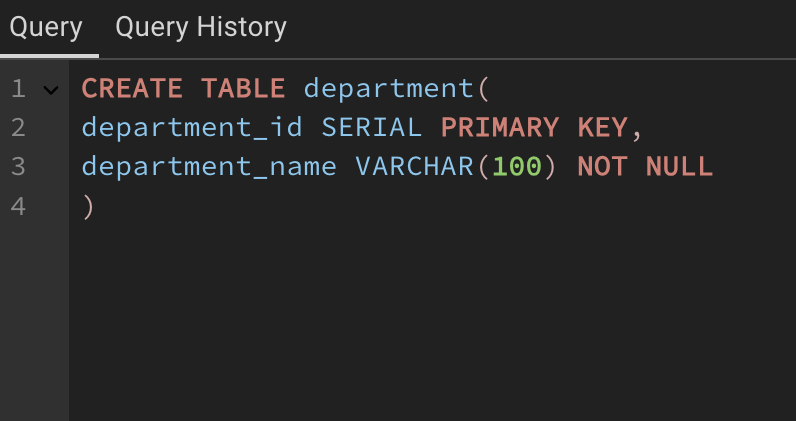 Query Query History
1 CREATE TABLE department(
2 department_id SERIAL PRIMARY KEY,
3 department_name VARCHAR(100) NOT NULL
4 )